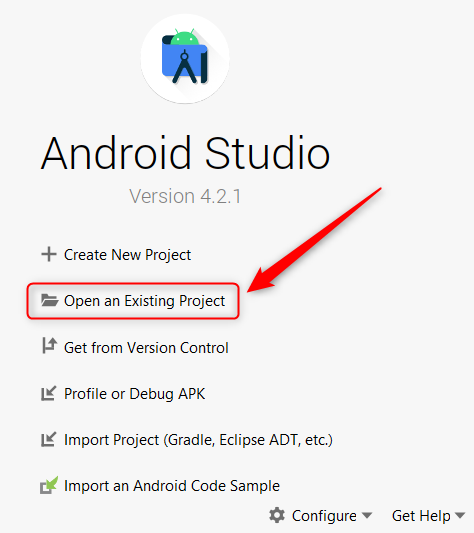 Android Studio
Version 4.2.1
Create New Project
Open an Existing Project
Get from Version Control
Profile or Debug APK
Import Project (Gradle, Eclipse ADT, etc.)
Import an Android Code Sample
Configure Get Help